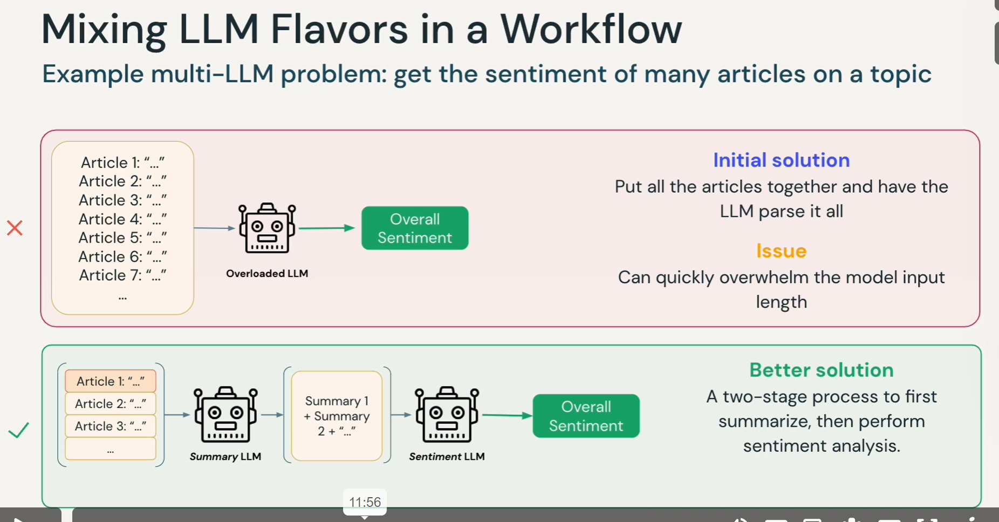 Mixing LLM Flavors in a Workflow
Example multi-LLM problem: get the sentiment of many articles on a topic
Article 1: “...”
Article 2: “...”
Article 3: “...”
Article 4: “...”
Article 5: “...”
Article 6: “...”
Article 7: “...”
...
Overloaded LLM
Overall
Sentiment
Initial solution
Put all the articles together and have the
LLM parse it all
Issue
Can quickly overwhelm the model input
length
Article 1: “...”
Article 2: “...”
Article 3: “...”
...
Summary LLM
Summary 1
+ Summary
2 + “...”
Sentiment LLM
Overall
Sentiment
Better solution
A two-stage process to first
summarize, then perform
sentiment analysis.
11:56